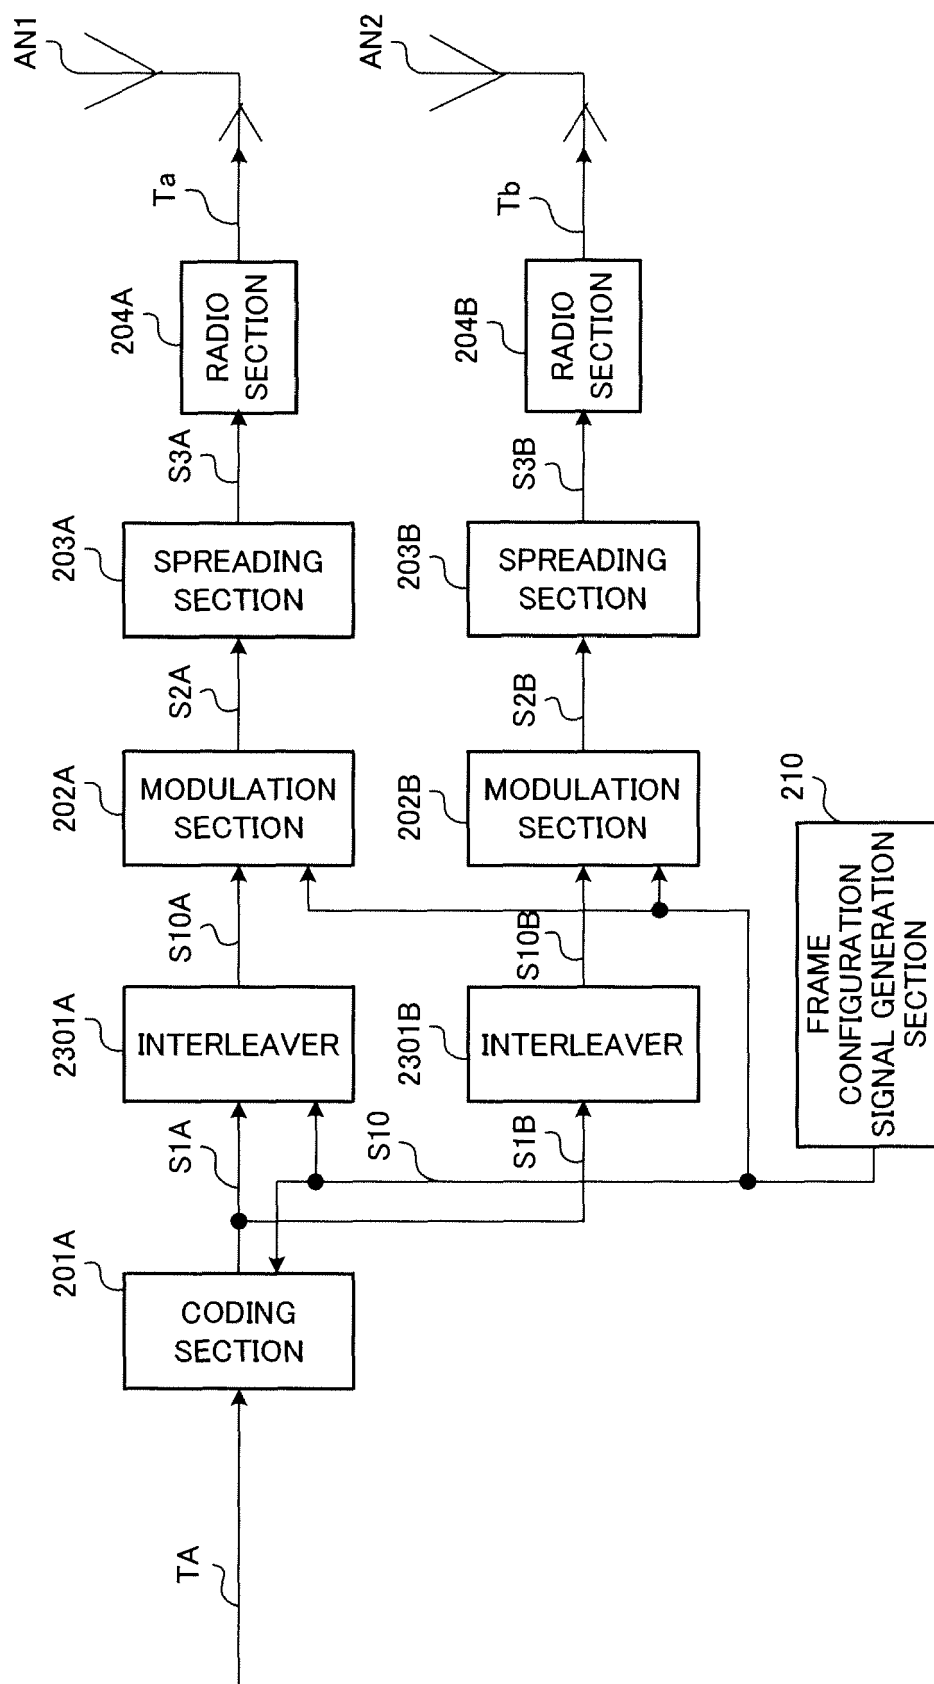 AN1
Ta
204A
RADIO
SECTION
S3A
203A
SPREADING
SECTION
S2A
202A
MODULATION
SECTION
S10A
2301A
INTERLEAVER
S1A
201A
CODING
SECTION
TA
AN2
Tb
204B
RADIO
SECTION
S3B
203B
SPREADING
SECTION
S2B
202B
MODULATION
SECTION
S10B
2301B
INTERLEAVER
S1B
S10
210
FRAME
CONFIGURATION
SIGNAL GENERATION
SECTION